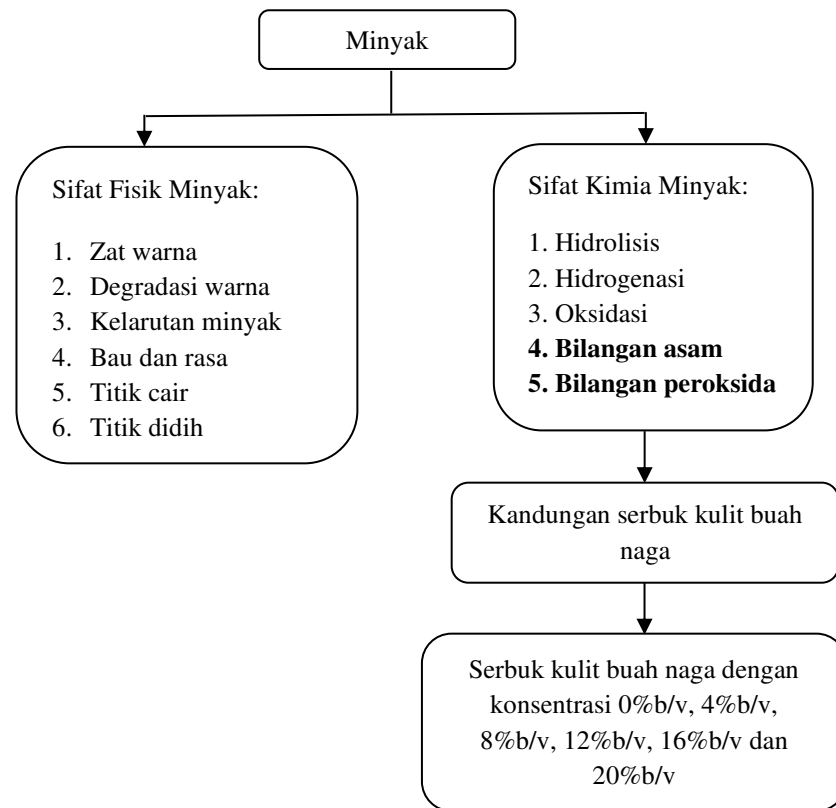 Minyak
Sifat Fisik Minyak:
1. Zat warna
2. Degradasi warna
3. Kelarutan minyak
4. Bau dan rasa
5. Titik cair
6. Titik didih
Sifat Kimia Minyak:
1. Hidrolisis
2. Hidrogenasi
3. Oksidasi
4. Bilangan asam
5. Bilangan peroksida
Kandungan serbuk kulit buah
naga
Serbuk kulit buah naga dengan
konsentrasi 0%b/v, 4%b/v,
8%b/v, 12%b/v, 16%b/v dan
20%b/v